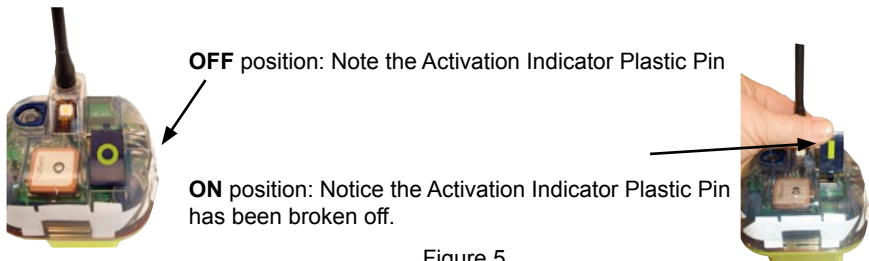 OFF position: Note the Activation Indicator Plastic Pin
ON position: Notice the Activation Indicator Plastic Pin
has been broken off.
Figure 5